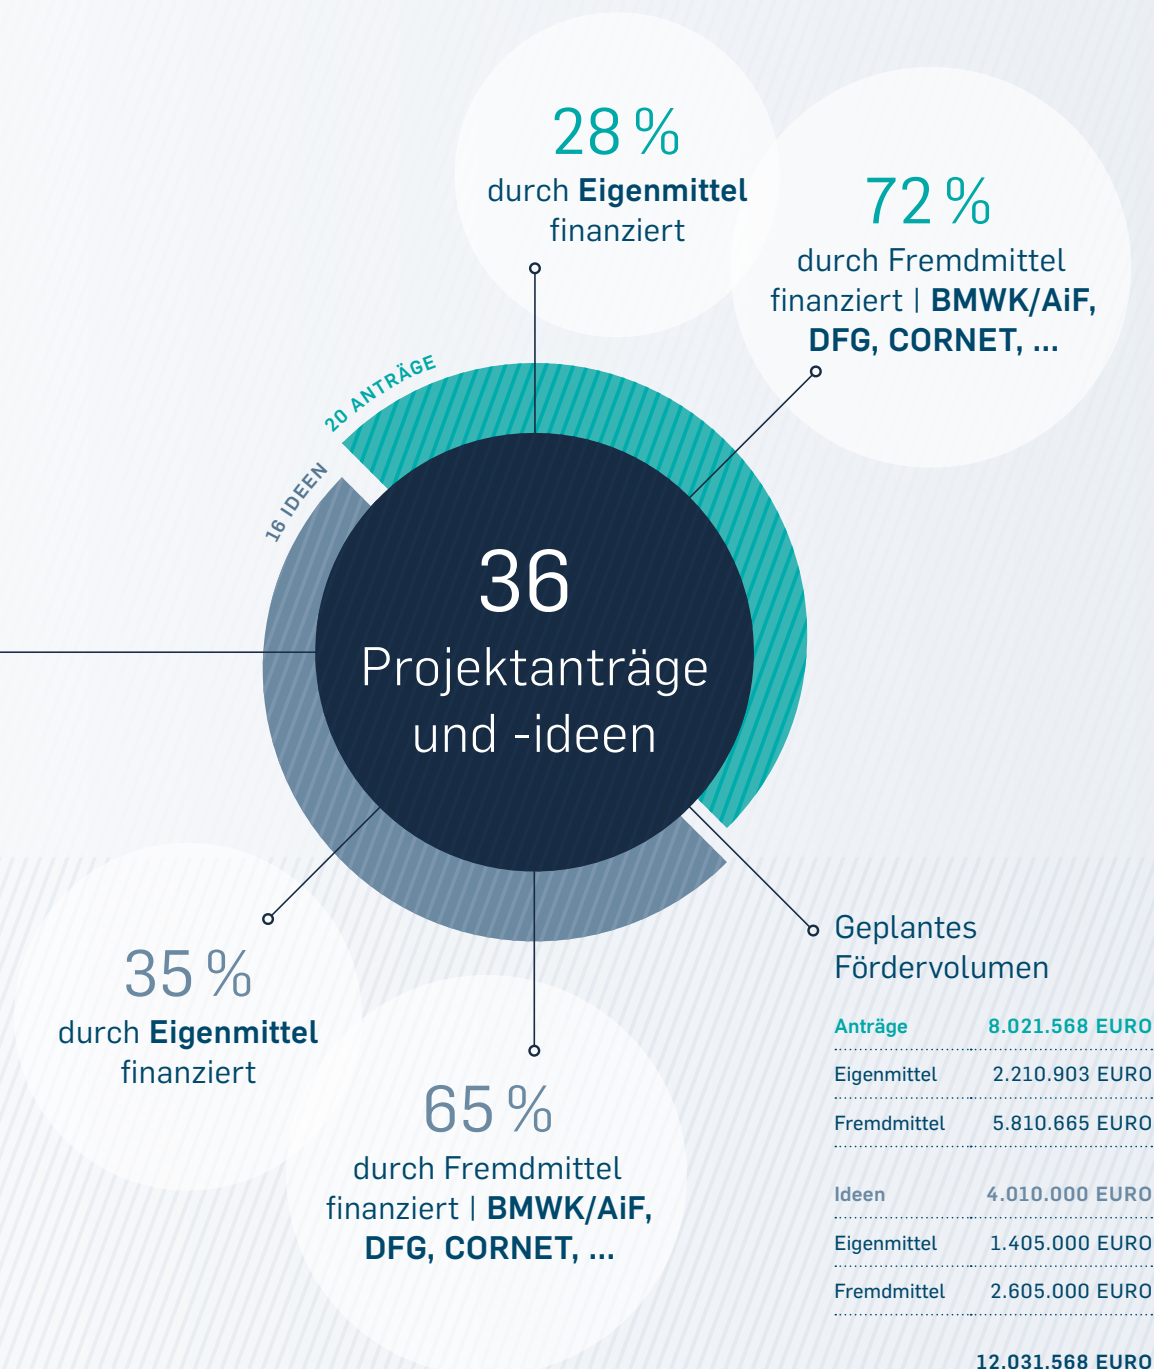 28 %
durch Eigenmittel
finanziert
72 %
durch Fremdmittel
finanziert | BMWK/AiF,
DFG, CORNET, ...
20 ANTRÄGE
16 IDEEN
36
Projektanträge
und -ideen
35 %
durch Eigenmittel
finanziert
65 %
durch Fremdmittel
finanziert | BMWK/AiF,
DFG, CORNET, ...
Geplantes
Fördervolumen
Anträge 8.021.568 EURO
Eigenmittel 2.210.903 EURO
Fremdmittel 5.810.665 EURO
Ideen 4.010.000 EURO
Eigenmittel 1.405.000 EURO
Fremdmittel 2.605.000 EURO
12.031.568 EURO